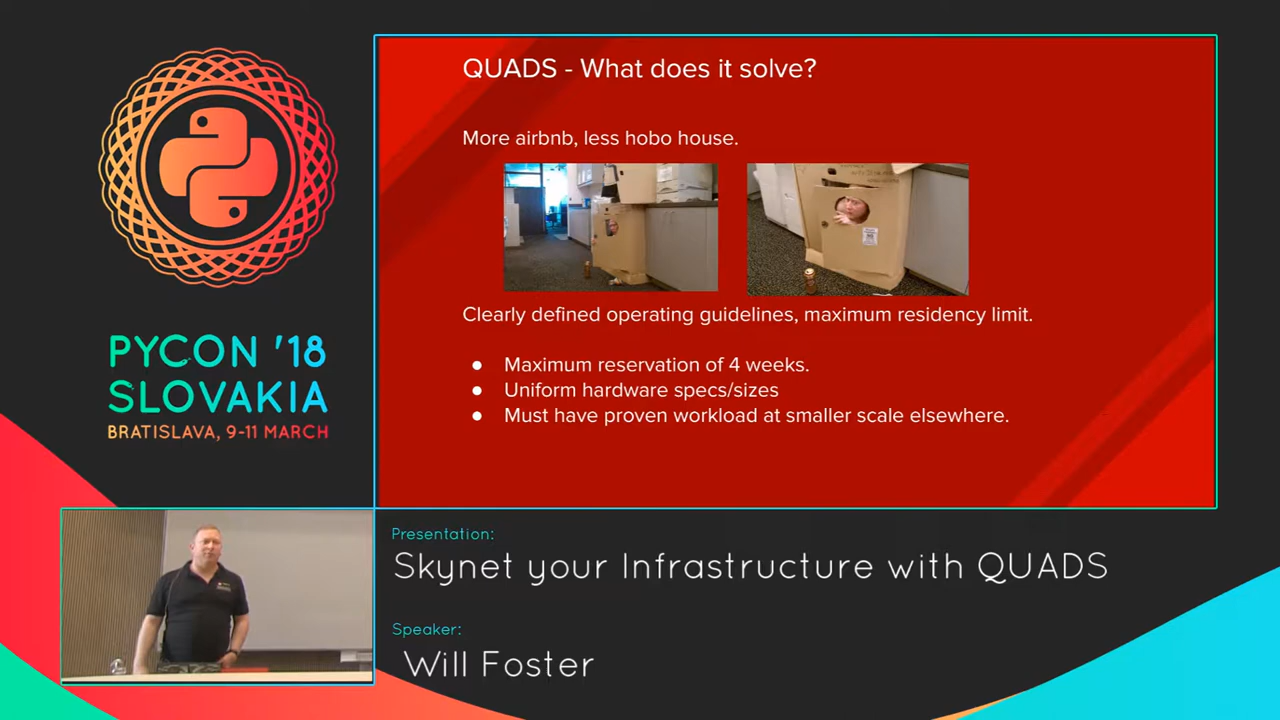 QUADS - What does it solve?
More airbnb, less hobo house.
Clearly defined operating guidelines, maximum residency limit.
● Maximum reservation of 4 weeks.
● Uniform hardware specs/sizes
● Must have proven workload at smaller scale elsewhere.
PYCON '18
SLOVAKIA
BRATISLAVA, 9-11 MARCH
Presentation:
Skynet your Infrastructure with QUADS
Speaker:
Will Foster